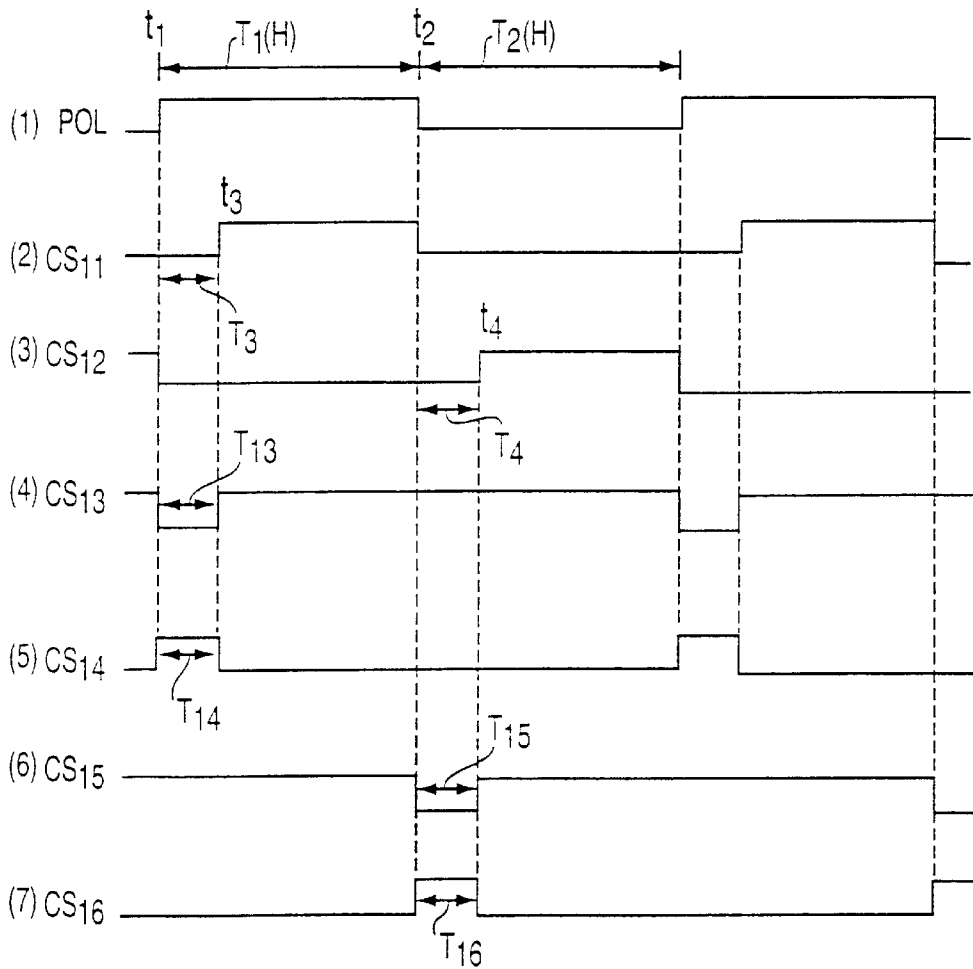 t1 T1(H) t2 T2(H)
(1) POL
t3
(2) CS11
T3
t4
(3) CS12
T4
T13
(4) CS13
(5) CS14
T14
T15
(6) CS15
(7) CS16
T16